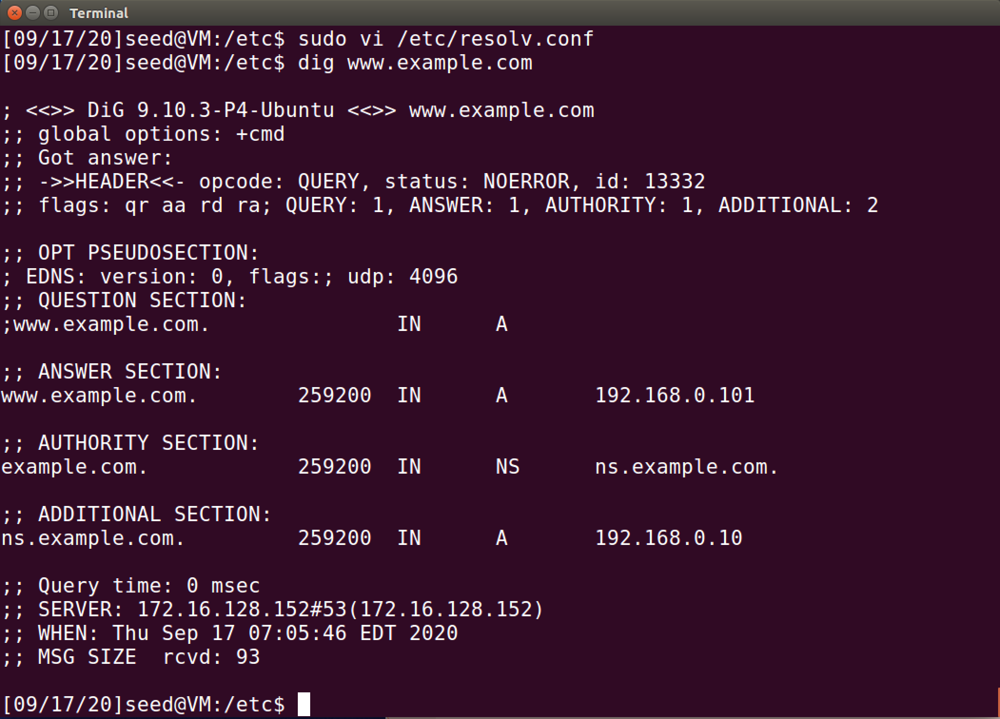 Terminal
[09/17/20]seed@VM:/etc$ sudo vi /etc/resolv.conf
[09/17/20]seed@VM:/etc$ dig www.example.com
; <<>> DiG 9.10.3-P4-Ubuntu <<>> www.example.com
;; global options: +cmd
;; Got answer:
;; ->>HEADER<<- opcode: QUERY, status: NOERROR, id: 13332
;; flags: qr aa rd ra; QUERY: 1, ANSWER: 1, AUTHORITY: 1, ADDITIONAL: 2
;; OPT PSEUDOSECTION:
; EDNS: version: 0, flags:; udp: 4096
;; QUESTION SECTION:
;www.example.com. IN A
;; ANSWER SECTION:
www.example.com. 259200 IN A 192.168.0.101
;; AUTHORITY SECTION:
example.com. 259200 IN NS ns.example.com.
;; ADDITIONAL SECTION:
ns.example.com. 259200 IN A 192.168.0.10
;; Query time: 0 msec
;; SERVER: 172.16.128.152#53(172.16.128.152)
;; WHEN: Thu Sep 17 07:05:46 EDT 2020
;; MSG SIZE  rcvd: 93
[09/17/20]seed@VM:/etc$